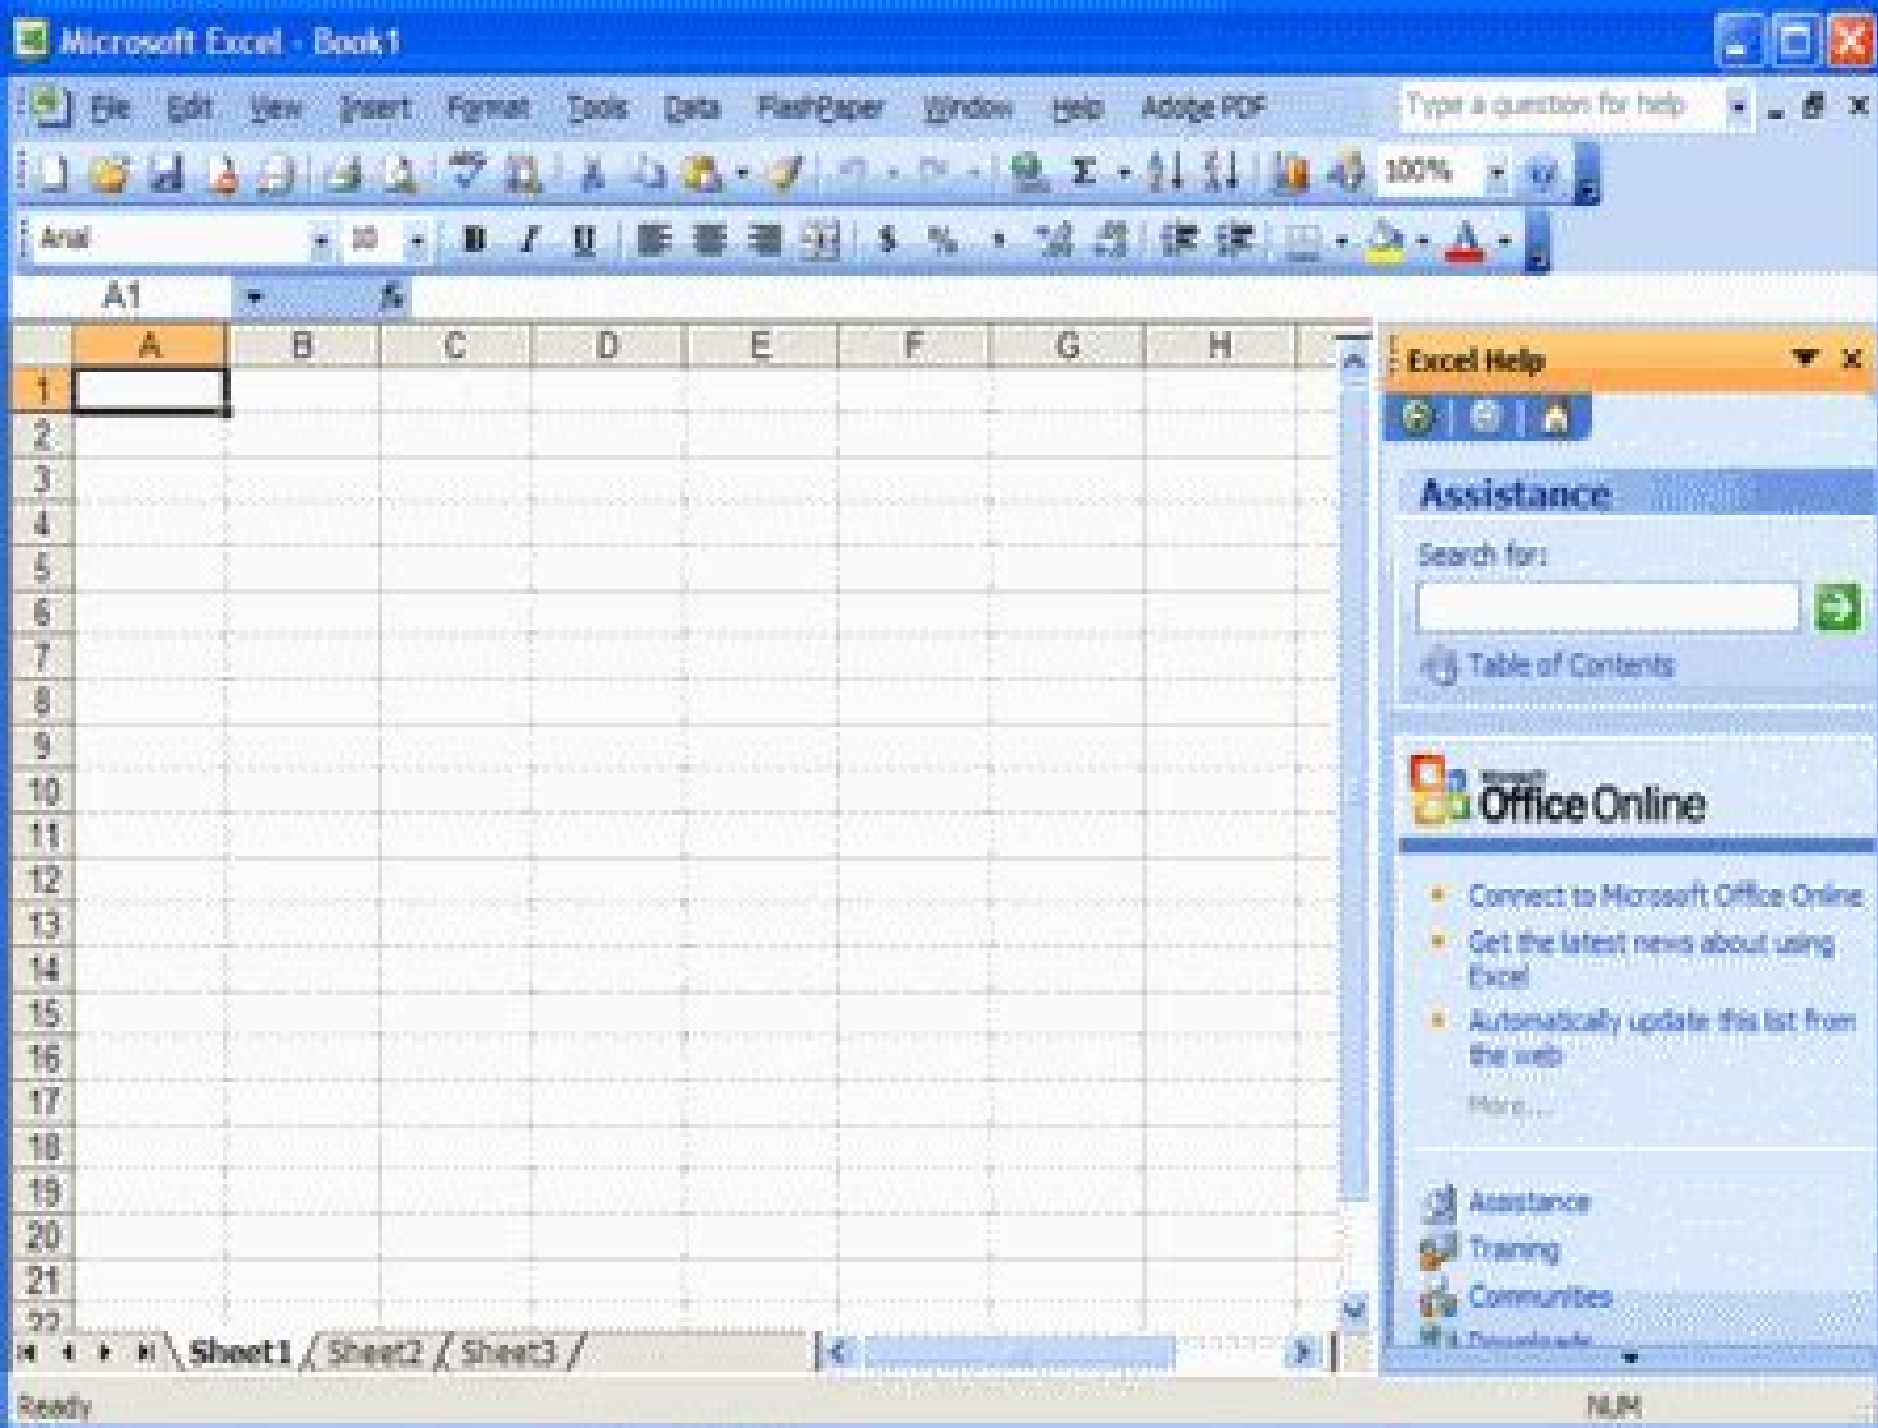 Microsoft Excel - Book1
File Edit View Insert Format Tools Data FlashPaper Window Help Adobe PDF Type a question for help
Σ 100%
Arial 10 B I U $ % ,
A1 fx
A B C D E F G H
Excel Help
1
2
3
4
5
6
7
8
9
10
11
12
13
14
15
16
17
18
19
20
21
22
Assistance
Search for:
Table of Contents
Microsoft
Office Online
Connect to Microsoft Office Online
Get the latest news about using
Excel
Automatically update this list from
the web
More...
Assistance
Training
Communities
Downloads
Sheet1 Sheet2 Sheet3
Ready NUM